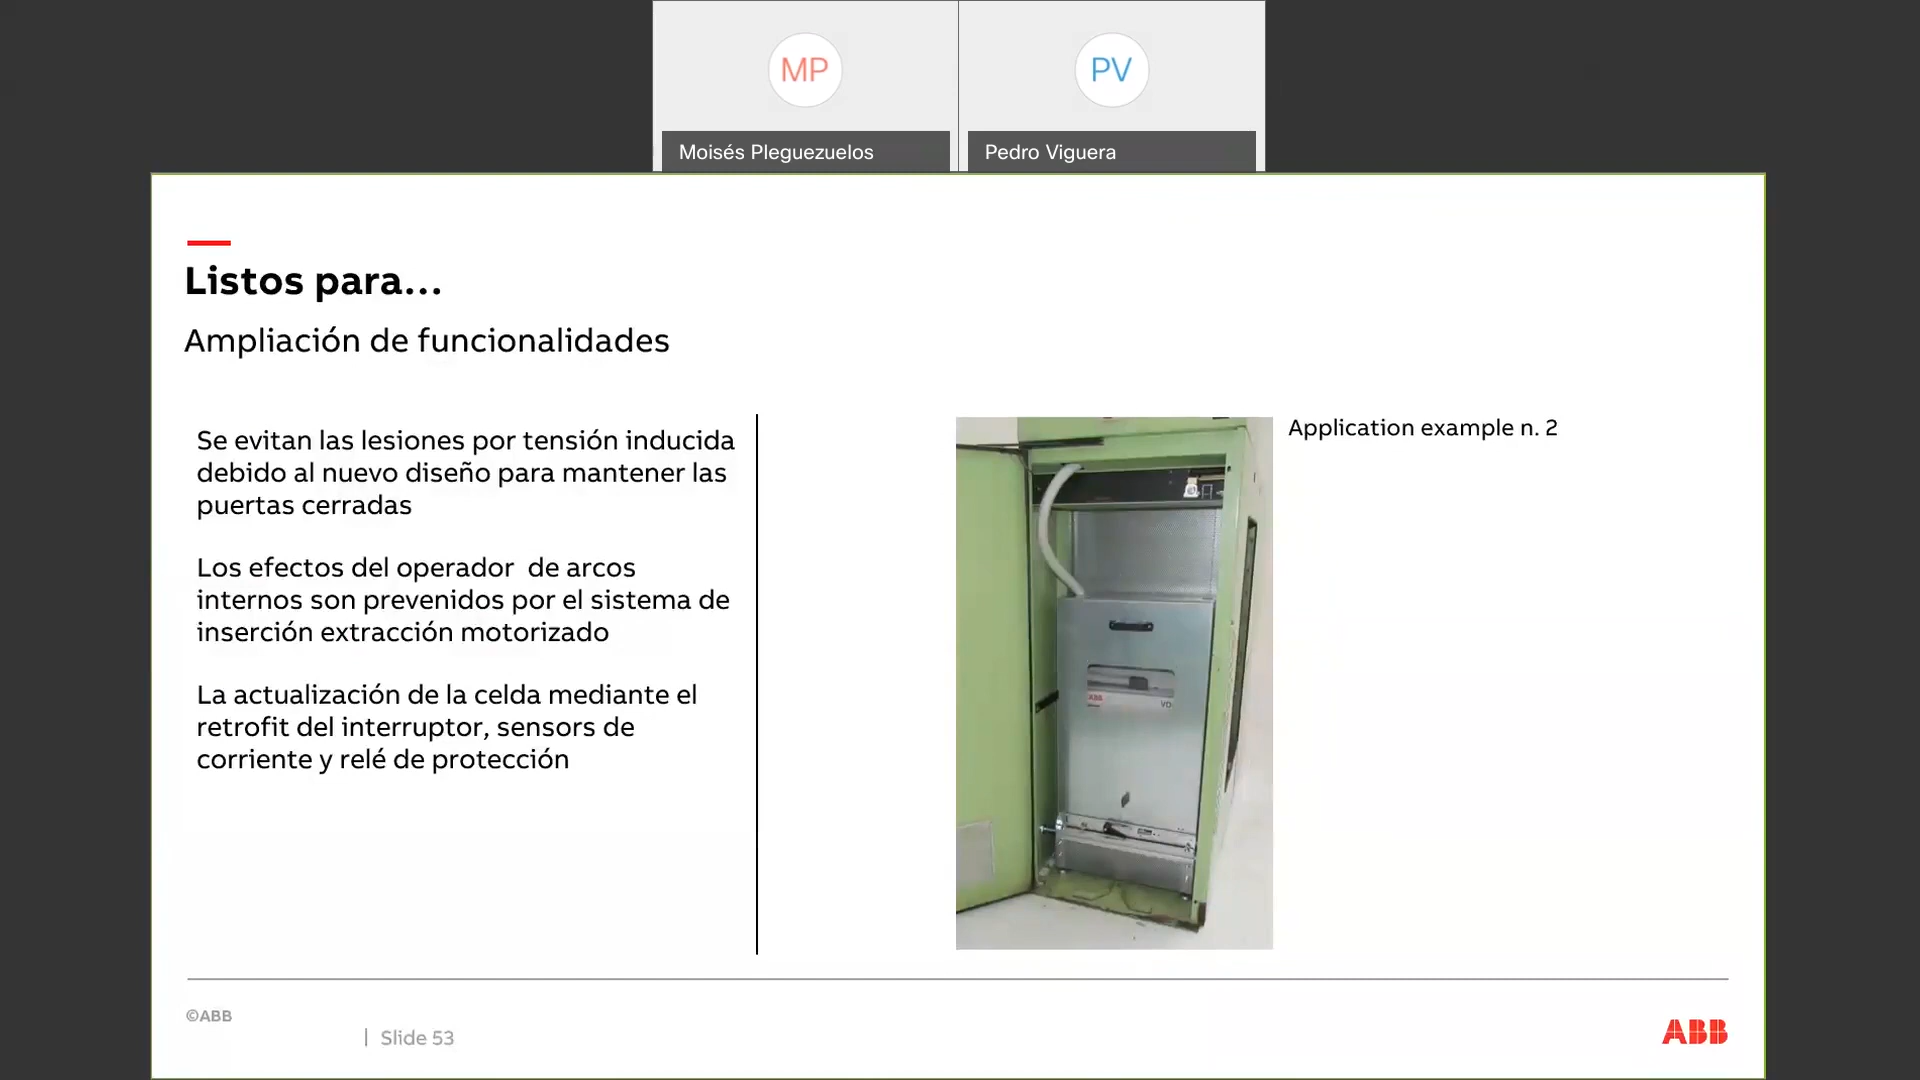 MP
PV
Moisés Pleguezuelos
Pedro Viguera
Listos para...
Ampliación de funcionalidades
Se evitan las lesiones por tensión inducida
debido al nuevo diseño para mantener las
puertas cerradas
Los efectos del operador  de arcos
internos son prevenidos por el sistema de
inserción extracción motorizado
La actualización de la celda mediante el
retrofit del interruptor, sensors de
corriente y relé de protección
Application example n. 2
ABB
VD
©ABB
| Slide 53
ABB